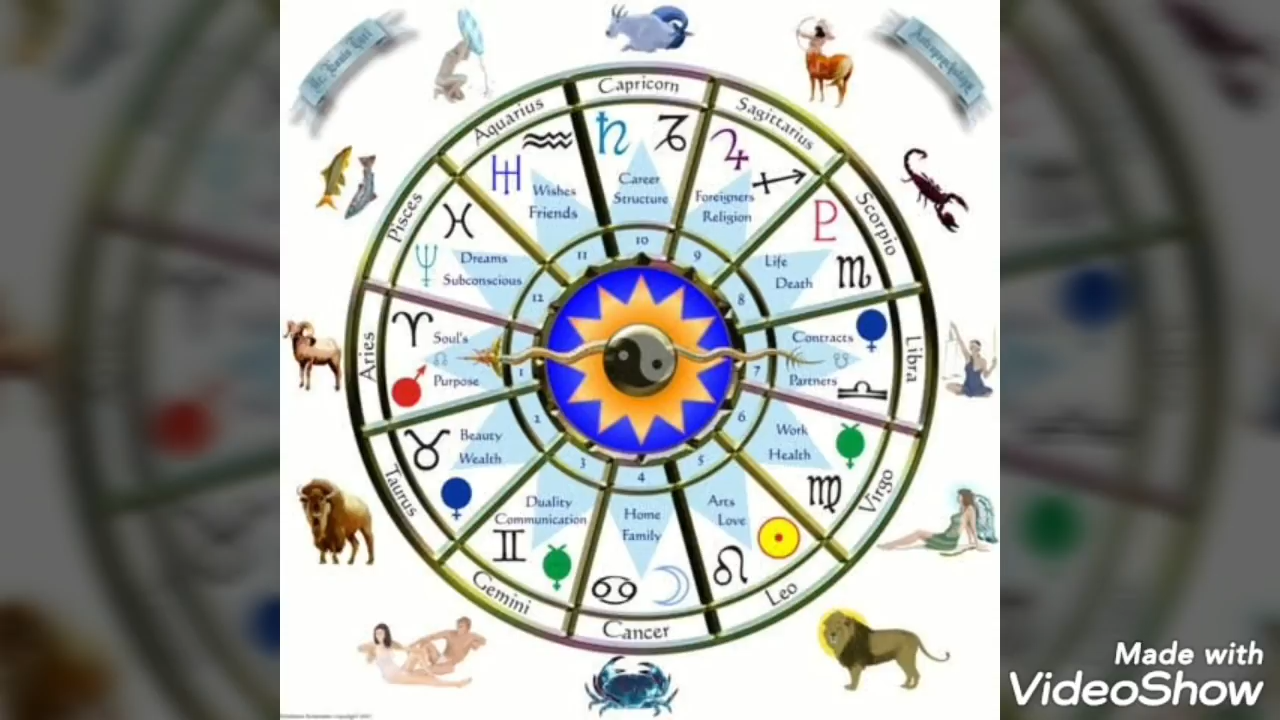 Astropsychology
Capricorn
Aquarius
Sagittarius
Pisces
Scorpio
Aries
Libra
Taurus
Virgo
Gemini
Leo
Cancer
Career
Structure
10
Wishes
Friends
11
Foreigners
Religion
9
Dreams
Subconscious
12
Life
Death
8
Soul's
Purpose
1
Contracts
Partners
7
Beauty
Wealth
Work
Health
6
Duality
Communication
3
Home
Family
4
Arts
Love
5
Made with
VideoShow